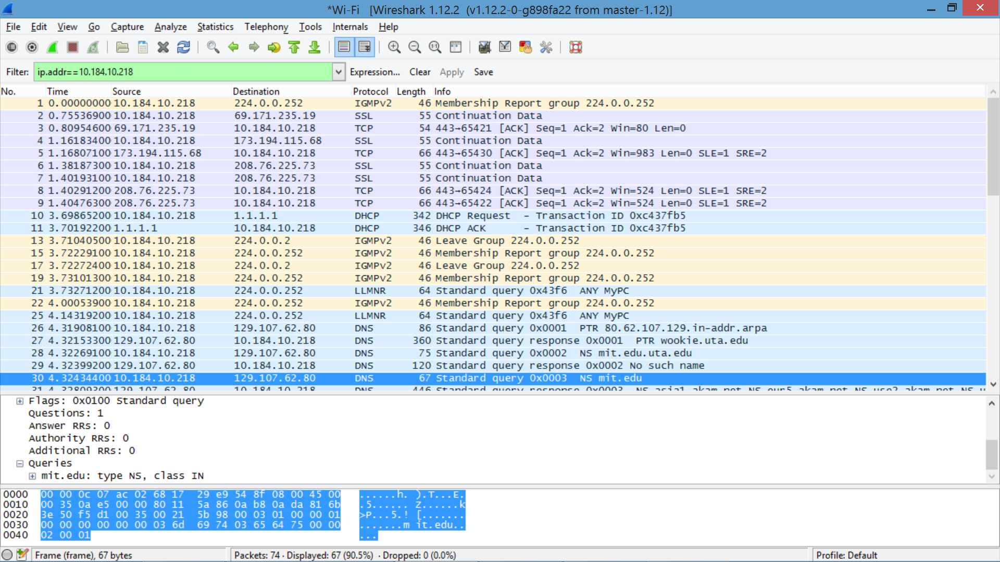 *Wi-Fi [Wireshark 1.12.2 (v1.12.2-0-g898fa22 from master-1.12)]
File Edit View Go Capture Analyze Statistics Telephony Tools Internals Help
Filter: ip.addr==10.184.10.218 Expression... Clear Apply Save
No. Time Source Destination Protocol Length Info
1 0.00000000 10.184.10.218 224.0.0.252 IGMPv2 46 Membership Report group 224.0.0.252
2 0.75536900 10.184.10.218 69.171.235.19 SSL 55 Continuation Data
3 0.80954600 69.171.235.19 10.184.10.218 TCP 54 443→65421 [ACK] Seq=1 Ack=2 Win=80 Len=0
4 1.16183400 10.184.10.218 173.194.115.68 SSL 55 Continuation Data
5 1.16807100 173.194.115.68 10.184.10.218 TCP 66 443→65430 [ACK] Seq=1 Ack=2 Win=983 Len=0 SLE=1 SRE=2
6 1.38187300 10.184.10.218 208.76.225.73 SSL 55 Continuation Data
7 1.40193100 10.184.10.218 208.76.225.73 SSL 55 Continuation Data
8 1.40291200 208.76.225.73 10.184.10.218 TCP 66 443→65424 [ACK] Seq=1 Ack=2 Win=524 Len=0 SLE=1 SRE=2
9 1.40476300 208.76.225.73 10.184.10.218 TCP 66 443→65422 [ACK] Seq=1 Ack=2 Win=524 Len=0 SLE=1 SRE=2
10 3.69865200 10.184.10.218 1.1.1.1 DHCP 342 DHCP Request - Transaction ID 0xc437fb5
11 3.70192200 1.1.1.1 10.184.10.218 DHCP 346 DHCP ACK - Transaction ID 0xc437fb5
13 3.71040500 10.184.10.218 224.0.0.2 IGMPv2 46 Leave Group 224.0.0.252
15 3.72229100 10.184.10.218 224.0.0.252 IGMPv2 46 Membership Report group 224.0.0.252
17 3.72272400 10.184.10.218 224.0.0.2 IGMPv2 46 Leave Group 224.0.0.252
19 3.73101300 10.184.10.218 224.0.0.252 IGMPv2 46 Membership Report group 224.0.0.252
21 3.73271200 10.184.10.218 224.0.0.252 LLMNR 64 Standard query 0x43f6 ANY MyPC
22 4.00053900 10.184.10.218 224.0.0.252 IGMPv2 46 Membership Report group 224.0.0.252
25 4.14319200 10.184.10.218 224.0.0.252 LLMNR 64 Standard query 0x43f6 ANY MyPC
26 4.31908100 10.184.10.218 129.107.62.80 DNS 86 Standard query 0x0001 PTR 80.62.107.129.in-addr.arpa
27 4.32153300 129.107.62.80 10.184.10.218 DNS 360 Standard query response 0x0001 PTR wookie.uta.edu
28 4.32269100 10.184.10.218 129.107.62.80 DNS 75 Standard query 0x0002 NS mit.edu.uta.edu
29 4.32399200 129.107.62.80 10.184.10.218 DNS 120 Standard query response 0x0002 No such name
30 4.32434400 10.184.10.218 129.107.62.80 DNS 67 Standard query 0x0003 NS mit.edu
31 4.32809300 129.107.62.80 10.184.10.218 DNS 446 Standard query response 0x0003 NS asia1.akam.net NS eur5.akam.net NS use2.akam.net NS u
Flags: 0x0100 Standard query
Questions: 1
Answer RRs: 0
Authority RRs: 0
Additional RRs: 0
Queries
mit.edu: type NS, class IN
0000 00 00 0c 07 ac 02 68 17 29 e9 54 8f 08 00 45 00 ......h. ).T...E.
0010 00 35 0a e5 00 00 80 11 5a 86 0a b8 0a da 81 6b .5...... Z......k
0020 3e 50 f5 d1 00 35 00 21 5b 98 00 03 01 00 00 01 >P...5.! [.......
0030 00 00 00 00 00 00 03 6d 69 74 03 65 64 75 00 00 .......m it.edu..
0040 02 00 01 ...
Frame (frame), 67 bytes Packets: 74 · Displayed: 67 (90.5%) · Dropped: 0 (0.0%) Profile: Default